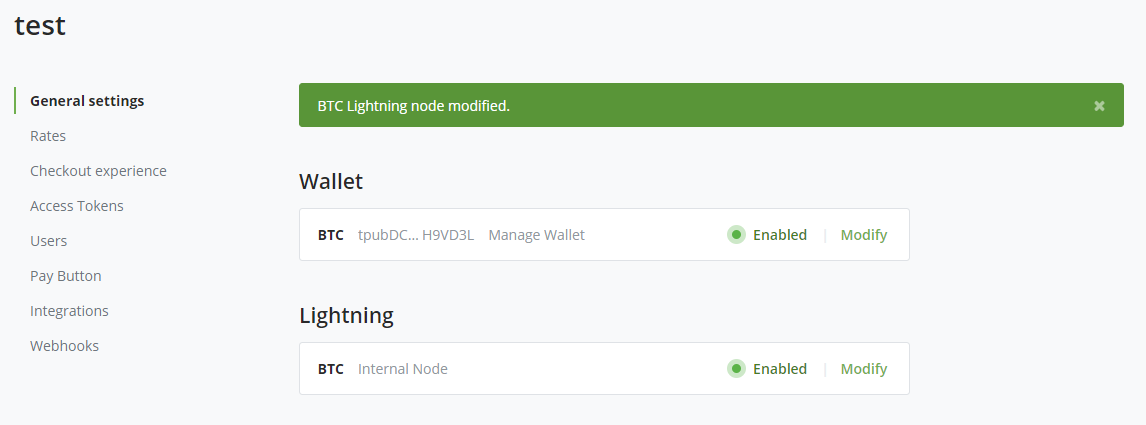 test
General settings
Rates
Checkout experience
Access Tokens
Users
Pay Button
Integrations
Webhooks
BTC Lightning node modified.
Wallet
BTC tpubDC... H9VD3L Manage Wallet Enabled | Modify
Lightning
BTC Internal Node Enabled | Modify